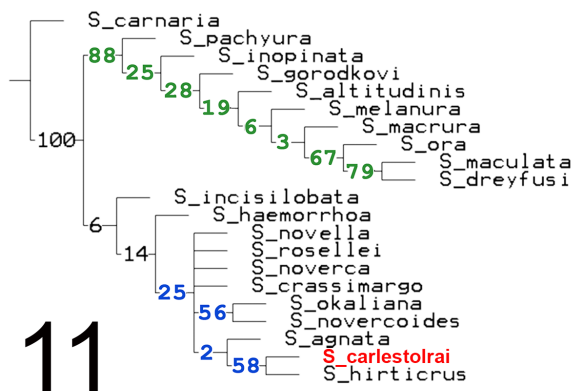 S_carnaria
S_pachyura
88
S_inopinata
25
S_gorodkovi
28
S_altitudinis
19
S_melanura
6
S_macrura
3
100
S_ora
67
S_maculata
79
S_dreyfusi
S_incisilobata
S_haemorrhoa
6
S_novella
S_rosellei
14
S_noverca
S_crassimargo
25
S_okaliana
56
S_novercoides
S_agnata
2
S_carlestolrai
58
S_hirticrus
11